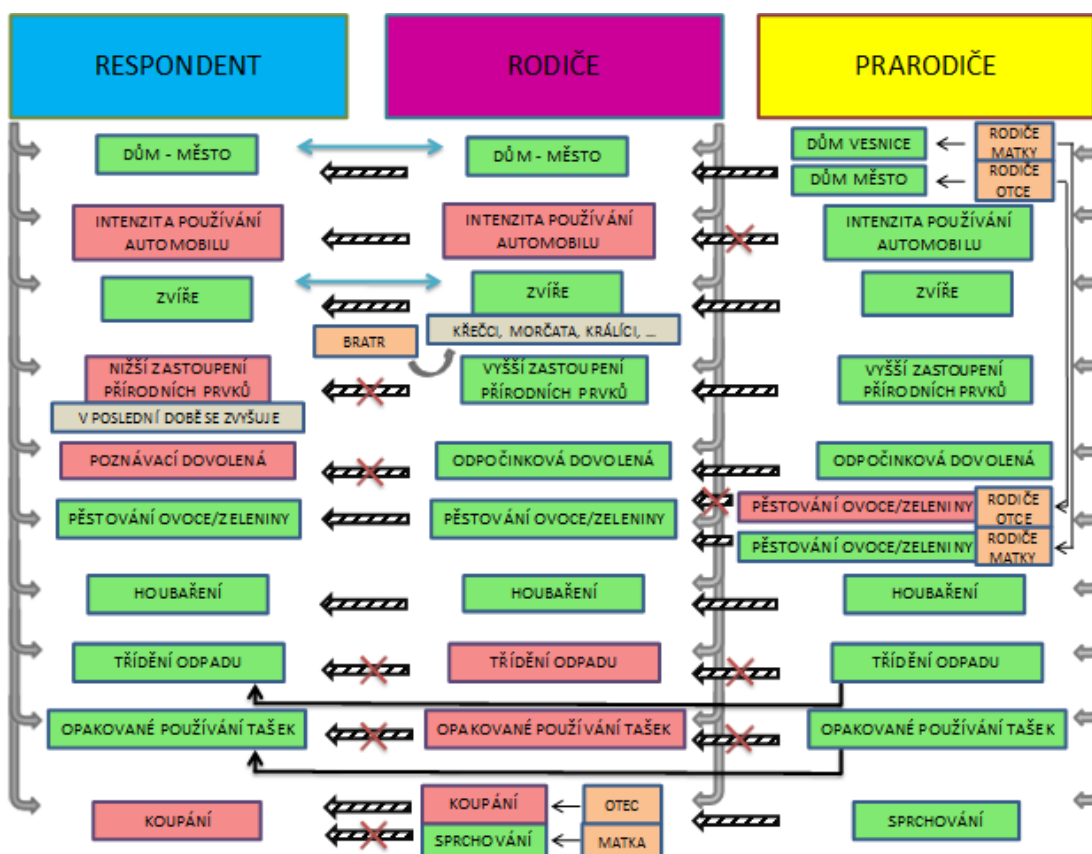 RESPONDENT
RODIČE
PRARODIČE
DŮM - MĚSTO
DŮM - MĚSTO
DŮM VESNICE
RODIČE
MATKY
DŮM MĚSTO
RODIČE
OTCE
INTENZITA POUŽÍVÁNÍ
AUTOMOBILU
INTENZITA POUŽÍVÁNÍ
AUTOMOBILU
INTENZITA POUŽÍVÁNÍ
AUTOMOBILU
ZVÍŘE
ZVÍŘE
ZVÍŘE
BRATR
KŘEČCI, MORČATA, KRÁLÍCI, ...
NIŽŠÍ ZASTOUPENÍ
PŘÍRODNÍCH PRVKŮ
V POSLEDNÍ DOBĚ SE ZVYŠUJE
VYŠŠÍ ZASTOUPENÍ
PŘÍRODNÍCH PRVKŮ
VYŠŠÍ ZASTOUPENÍ
PŘÍRODNÍCH PRVKŮ
POZNÁVACÍ DOVOLENÁ
ODPOČINKOVÁ DOVOLENÁ
ODPOČINKOVÁ DOVOLENÁ
PĚSTOVÁNÍ OVOCE/ZELENINY
PĚSTOVÁNÍ OVOCE/ZELENINY
PĚSTOVÁNÍ OVOCE/ZELENINY
RODIČE
OTCE
PĚSTOVÁNÍ OVOCE/ZELENINY
RODIČE
MATKY
HOUBAŘENÍ
HOUBAŘENÍ
HOUBAŘENÍ
TŘÍDĚNÍ ODPADU
TŘÍDĚNÍ ODPADU
TŘÍDĚNÍ ODPADU
OPAKOVANÉ POUŽÍVÁNÍ TAŠEK
OPAKOVANÉ POUŽÍVÁNÍ TAŠEK
OPAKOVANÉ POUŽÍVÁNÍ TAŠEK
KOUPÁNÍ
KOUPÁNÍ
OTEC
SPRCHOVÁNÍ
MATKA
SPRCHOVÁNÍ